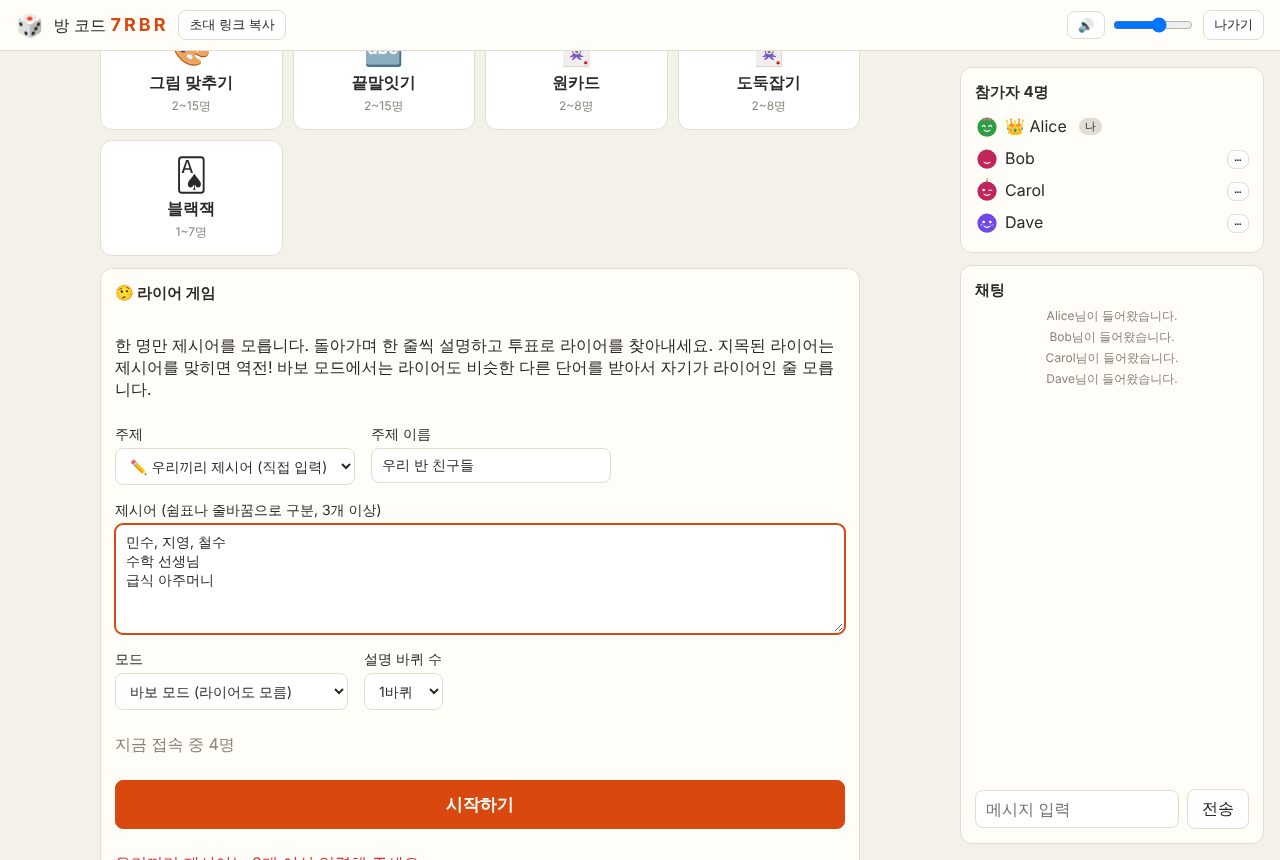 방 코드 7RBR
초대 링크 복사
나가기
그림 맞추기
2~15명
끝말잇기
2~15명
원카드
2~8명
도둑잡기
2~8명
A
블랙잭
1~7명
라이어 게임
한 명만 제시어를 모릅니다. 돌아가며 한 줄씩 설명하고 투표로 라이어를 찾아내세요. 지목된 라이어는
제시어를 맞히면 역전! 바보 모드에서는 라이어도 비슷한 다른 단어를 받아서 자기가 라이어인 줄 모릅
니다.
주제
주제 이름
우리끼리 제시어 (직접 입력)
우리 반 친구들
제시어 (쉼표나 줄바꿈으로 구분, 3개 이상)
민수, 지영, 철수
수학 선생님
급식 아주머니
모드
설명 바퀴 수
바보 모드 (라이어도 모름)
1바퀴
지금 접속 중 4명
시작하기
참가자 4명
Alice 나
Bob
Carol
Dave
채팅
Alice님이 들어왔습니다.
Bob님이 들어왔습니다.
Carol님이 들어왔습니다.
Dave님이 들어왔습니다.
메시지 입력
전송